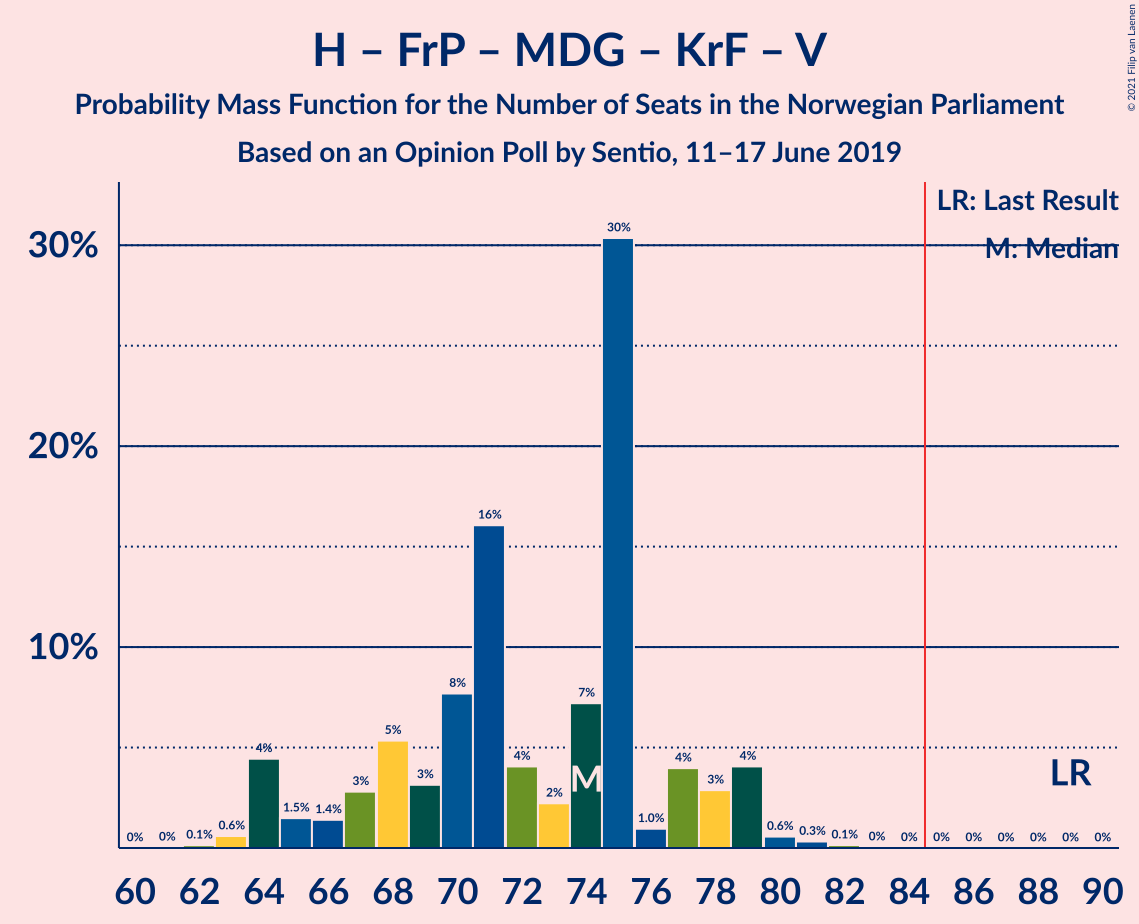 H – FrP – MDG – KrF – V
Probability Mass Function for the Number of Seats in the Norwegian Parliament
Based on an Opinion Poll by Sentio, 11–17 June 2019
© 2021 Filip van Laenen
LR: Last Result
M: Median
30%
20%
10%
0% 0% 0.1% 0.6% 4% 1.5% 1.4% 3% 5% 3% 8% 16% 4% 2% 7% 30% 1.0% 4% 3% 4% 0.6% 0.3% 0.1% 0% 0% 0% 0% 0% 0% 0% 0%
M
LR
60 62 64 66 68 70 72 74 76 78 80 82 84 86 88 90